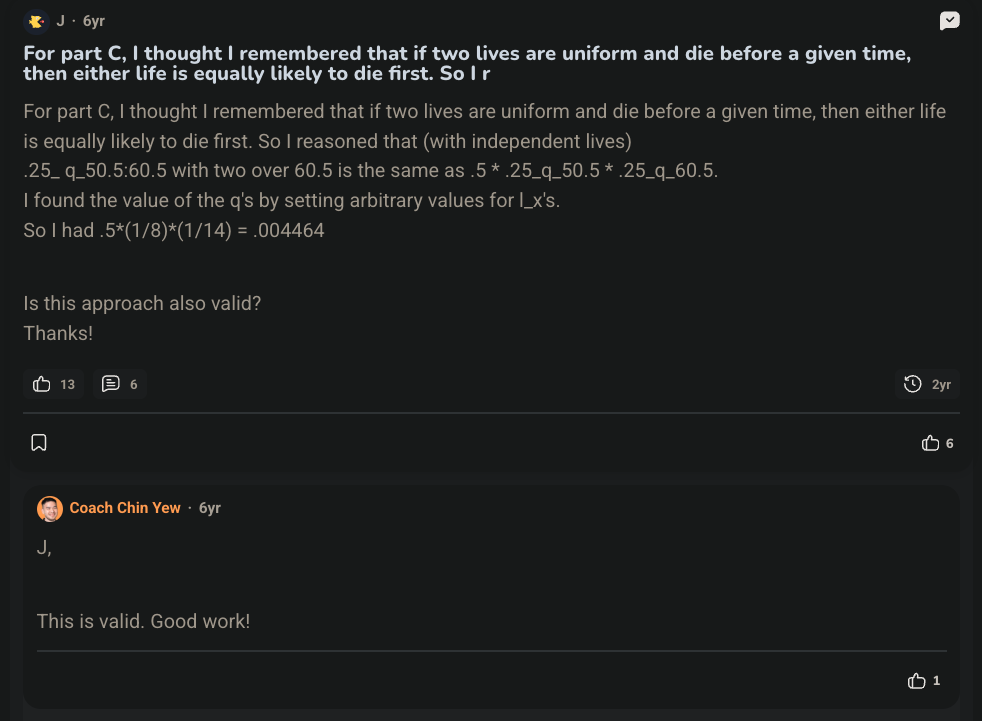 J · 6yr
For part C, I thought I remembered that if two lives are uniform and die before a given time,
then either life is equally likely to die first. So I r
For part C, I thought I remembered that if two lives are uniform and die before a given time, then either life
is equally likely to die first. So I reasoned that (with independent lives)
.25_ q_50.5:60.5 with two over 60.5 is the same as .5 * .25_q_50.5 * .25_q_60.5.
I found the value of the q's by setting arbitrary values for l_x's.
So I had .5*(1/8)*(1/14) = .004464
Is this approach also valid?
Thanks!
13 6 2yr
6
Coach Chin Yew · 6yr
J,
This is valid. Good work!
1